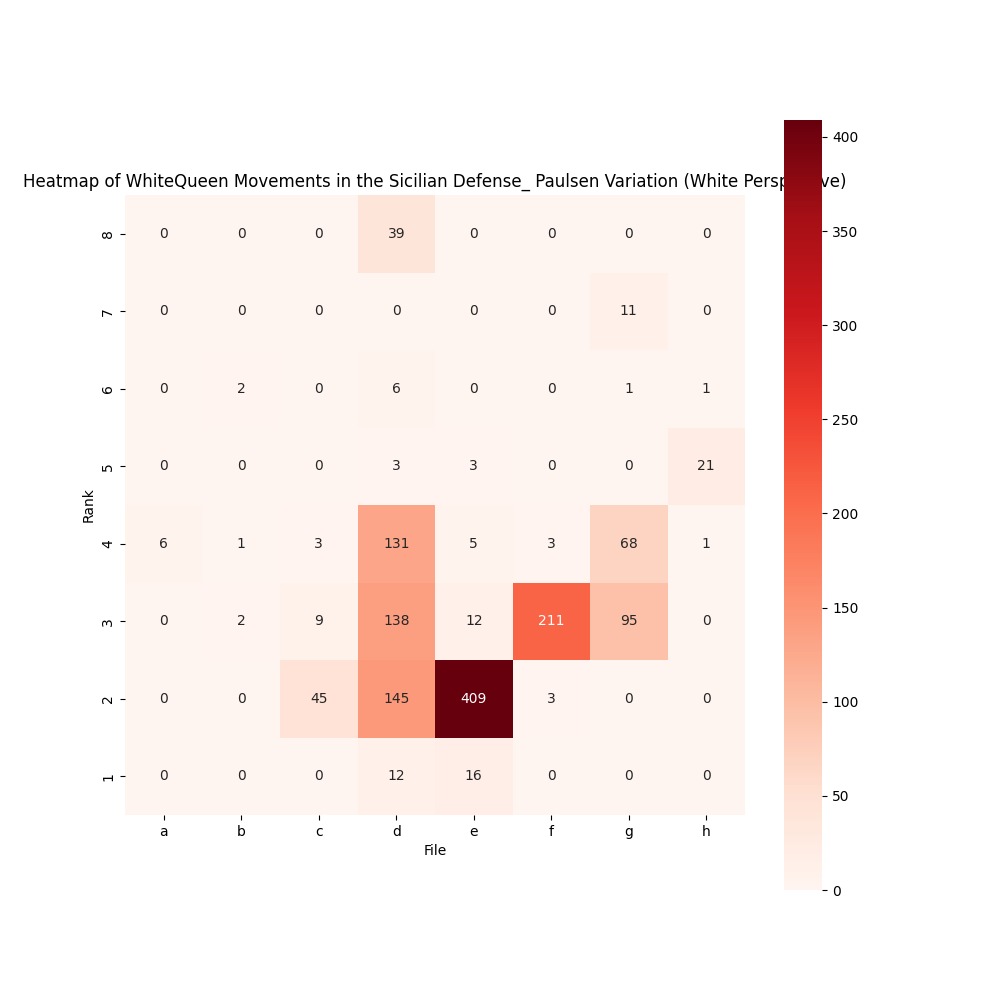 Heatmap of WhiteQueen Movements in the Sicilian Defense_ Paulsen Variation (White Persp ve)
400
350
300
250
200
150
100
50
0
8 0 0 0 39 0 0 0 0
7 0 0 0 0 0 0 11 0
6 0 2 0 6 0 0 1 1
5 0 0 0 3 3 0 0 21
Rank
4 6 1 3 131 5 3 68 1
3 0 2 9 138 12 211 95 0
2 0 0 45 145 409 3 0 0
1 0 0 0 12 16 0 0 0
a b c d e f g h
File